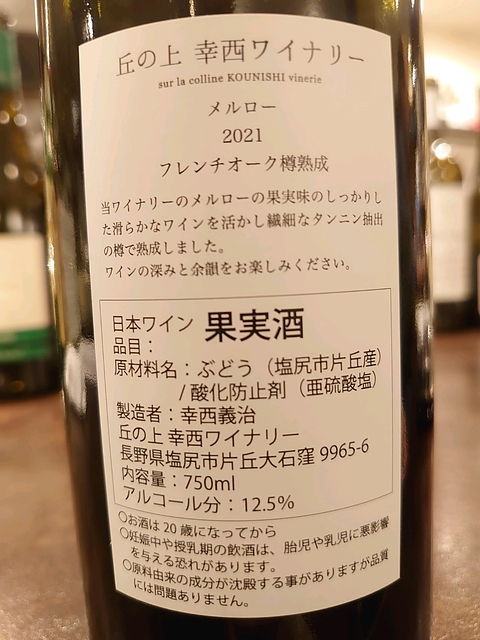 丘の上 幸西ワイナリー
sur la colline KOUNISHI vinerie
メルロー
2021
フレンチオーク樽熟成
当ワイナリーのメルローの果実味のしっかりし
た滑らかなワインを活かし繊細なタンニン抽出
の樽で熟成しました。
ワインの深みと余韻をお楽しみください。
日本ワイン 果実酒
品目：
原材料名：ぶどう（塩尻市片丘産）
/ 酸化防止剤（亜硫酸塩）
製造者：幸西義治
丘の上 幸西ワイナリー
長野県塩尻市片丘大石窪 9965-6
内容量：750ml
アルコール分：12.5%
○お酒は 20 歳になってから
○妊娠中や授乳期の飲酒は、胎児や乳児に悪影響
を与える恐れがあります。
○原料由来の成分が沈殿する事がありますが品質
には問題ありません。